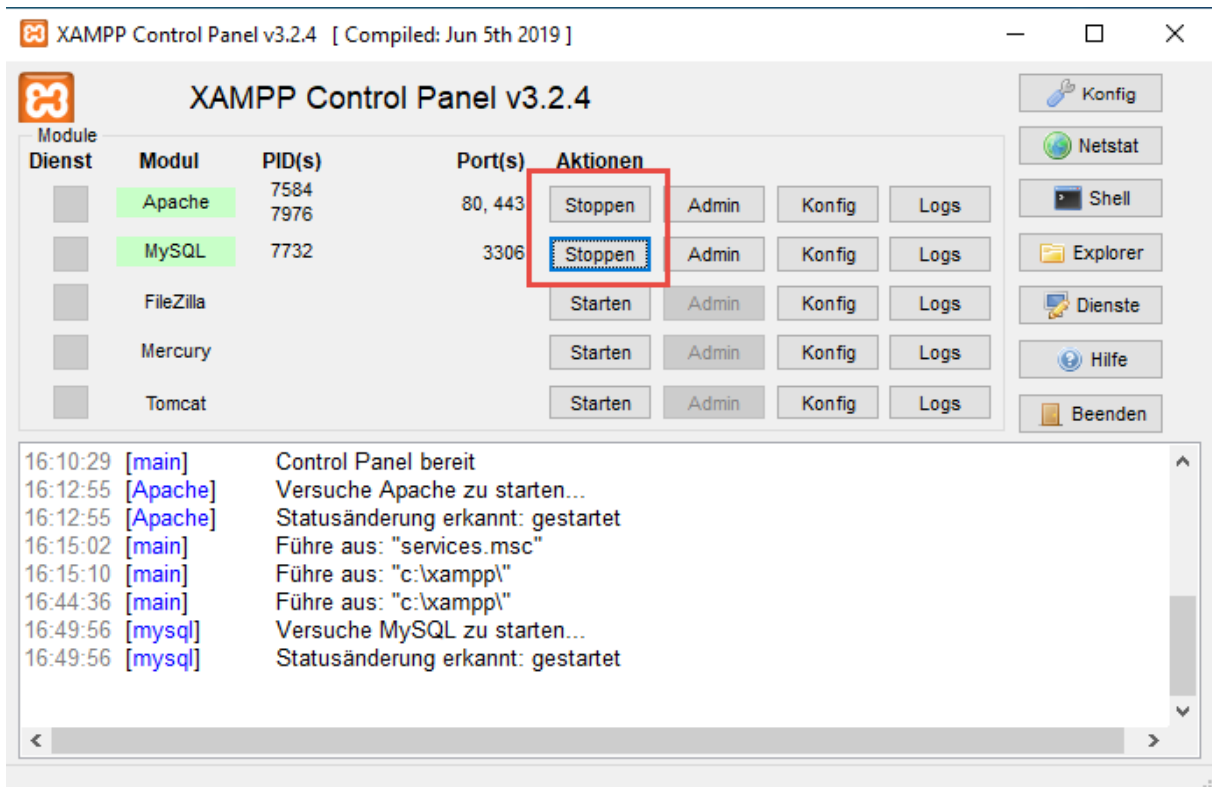 XAMPP Control Panel v3.2.4 [ Compiled: Jun 5th 2019 ]
XAMPP Control Panel v3.2.4
Konfig
Module
Dienst Modul PID(s) Port(s) Aktionen
Netstat
Apache 7584 7976 80, 443 Stoppen Admin Konfig Logs
Shell
MySQL 7732 3306 Stoppen Admin Konfig Logs
Explorer
FileZilla Starten Admin Konfig Logs
Dienste
Mercury Starten Admin Konfig Logs
Hilfe
Tomcat Starten Admin Konfig Logs
Beenden
16:10:29 [main] Control Panel bereit
16:12:55 [Apache] Versuche Apache zu starten...
16:12:55 [Apache] Statusänderung erkannt: gestartet
16:15:02 [main] Führe aus: "services.msc"
16:15:10 [main] Führe aus: "c:\xampp\"
16:44:36 [main] Führe aus: "c:\xampp\"
16:49:56 [mysql] Versuche MySQL zu starten...
16:49:56 [mysql] Statusänderung erkannt: gestartet